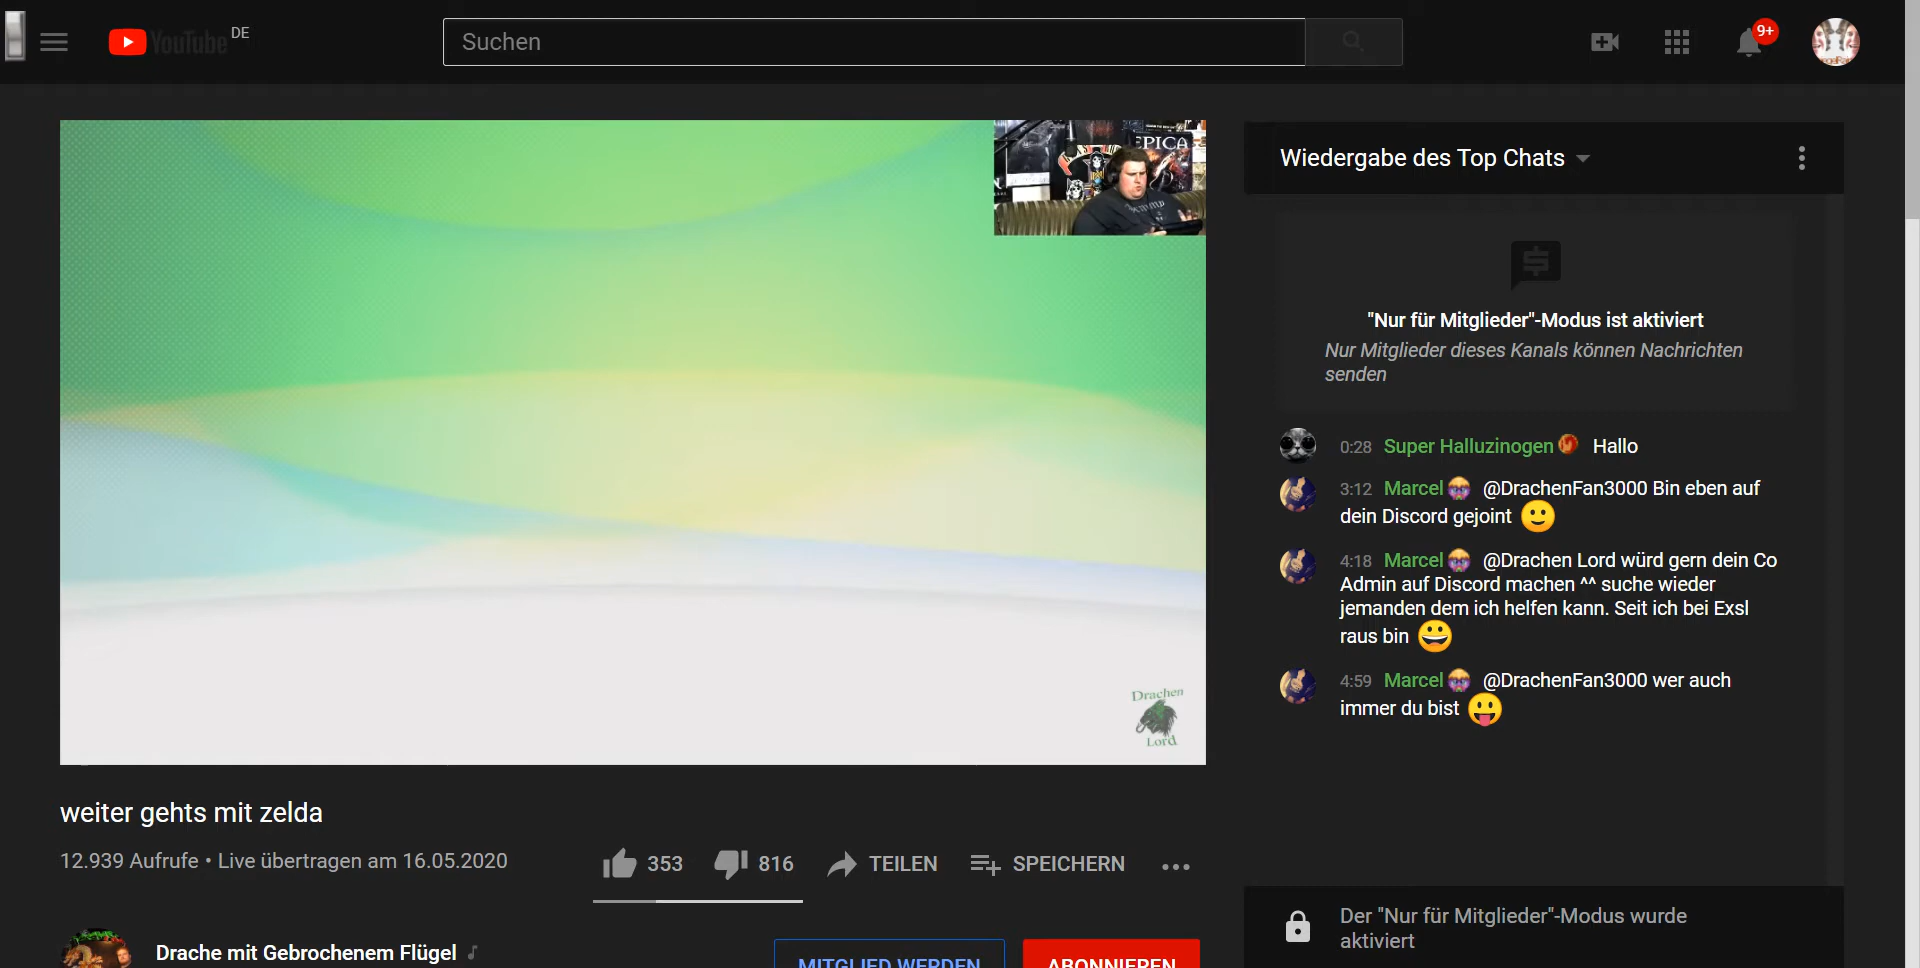 YouTube DE
Suchen
9+
EPICA
Wiedergabe des Top Chats
"Nur für Mitglieder"-Modus ist aktiviert
Nur Mitglieder dieses Kanals können Nachrichten
senden
0:28 Super Halluzinogen Hallo
3:12 Marcel @DrachenFan3000 Bin eben auf
dein Discord gejoint
4:18 Marcel @Drachen Lord würd gern dein Co
Admin auf Discord machen ^^ suche wieder
jemanden dem ich helfen kann. Seit ich bei Exsl
raus bin
4:59 Marcel @DrachenFan3000 wer auch
immer du bist
Drachen
Lord
weiter gehts mit zelda
12.939 Aufrufe • Live übertragen am 16.05.2020
353 816 TEILEN SPEICHERN
Drache mit Gebrochenem Flügel
MITGLIED WERDEN ABONNIEREN
Der "Nur für Mitglieder"-Modus wurde
aktiviert